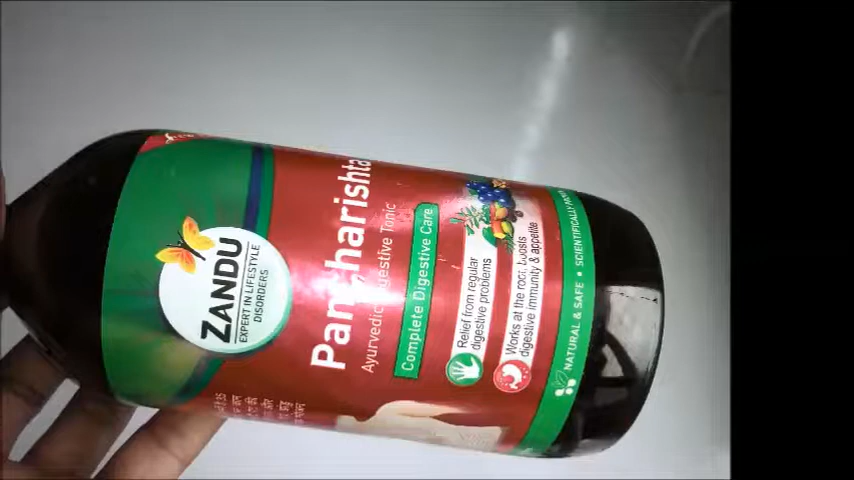 ZANDU
EXPERT IN LIFESTYLE
DISORDERS
Pancharishta
Ayurvedic Digestive Tonic
Complete Digestive Care
Relief from regular
digestive problems
Works at the root, boosts
digestive immunity & appetite
NATURAL & SAFE • SCIENTIFICALLY